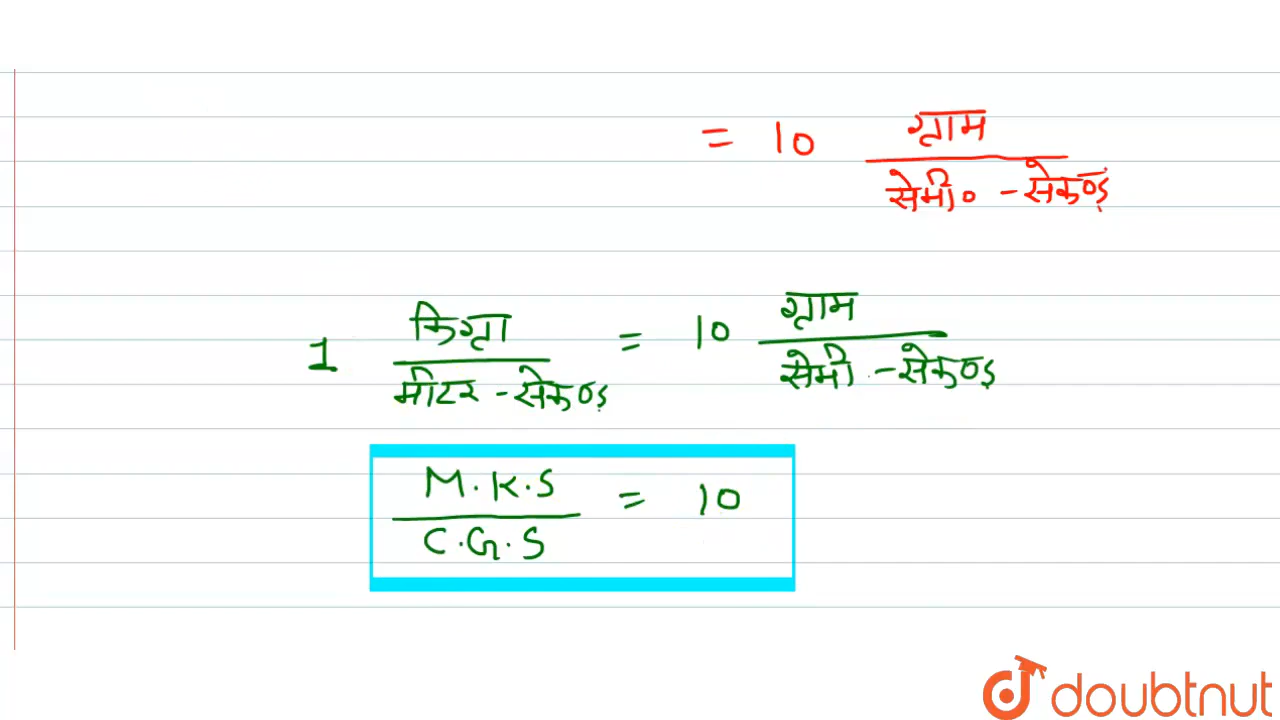 = 10 ग्राम / सेमी० - सेकण्ड
1 किग्रा / मीटर - सेकण्ड = 10 ग्राम / सेमी - सेकण्ड
M.K.S / C.G.S = 10
doubtnut